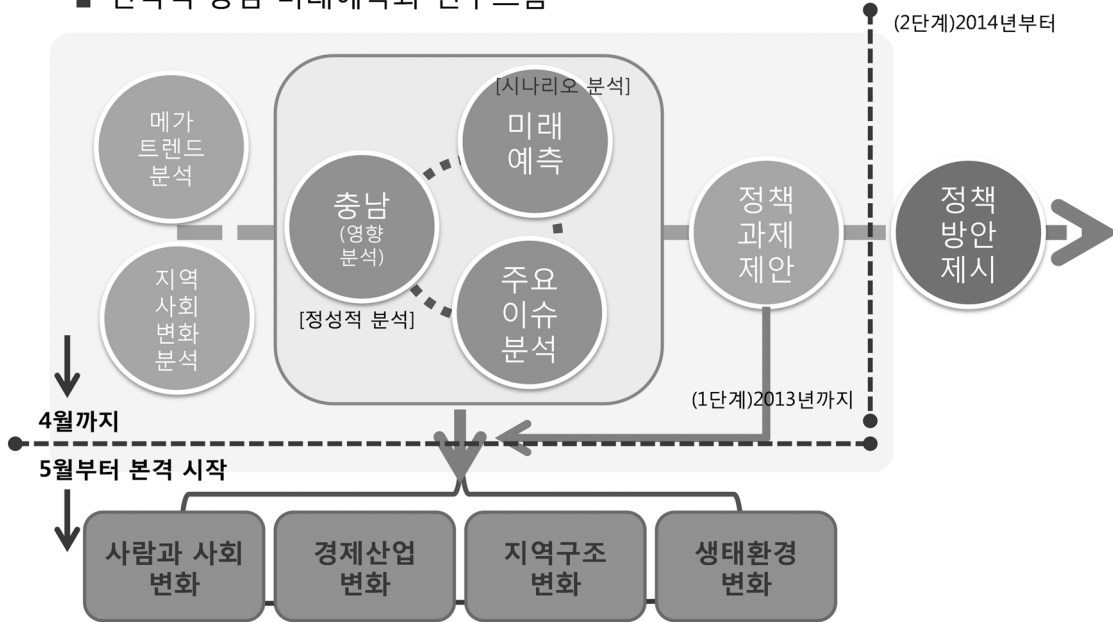 (2단계)2014년부터
메가
트렌드
분석
[시나리오 분석]
미래
예측
충남
(영향
분석)
지역
사회
변화
분석
주요
이슈
분석
[정성적 분석]
정책
과제
제안
정책
방안
제시
(1단계)2013년까지
4월까지
5월부터 본격 시작
사람과 사회
변화
경제산업
변화
지역구조
변화
생태환경
변화